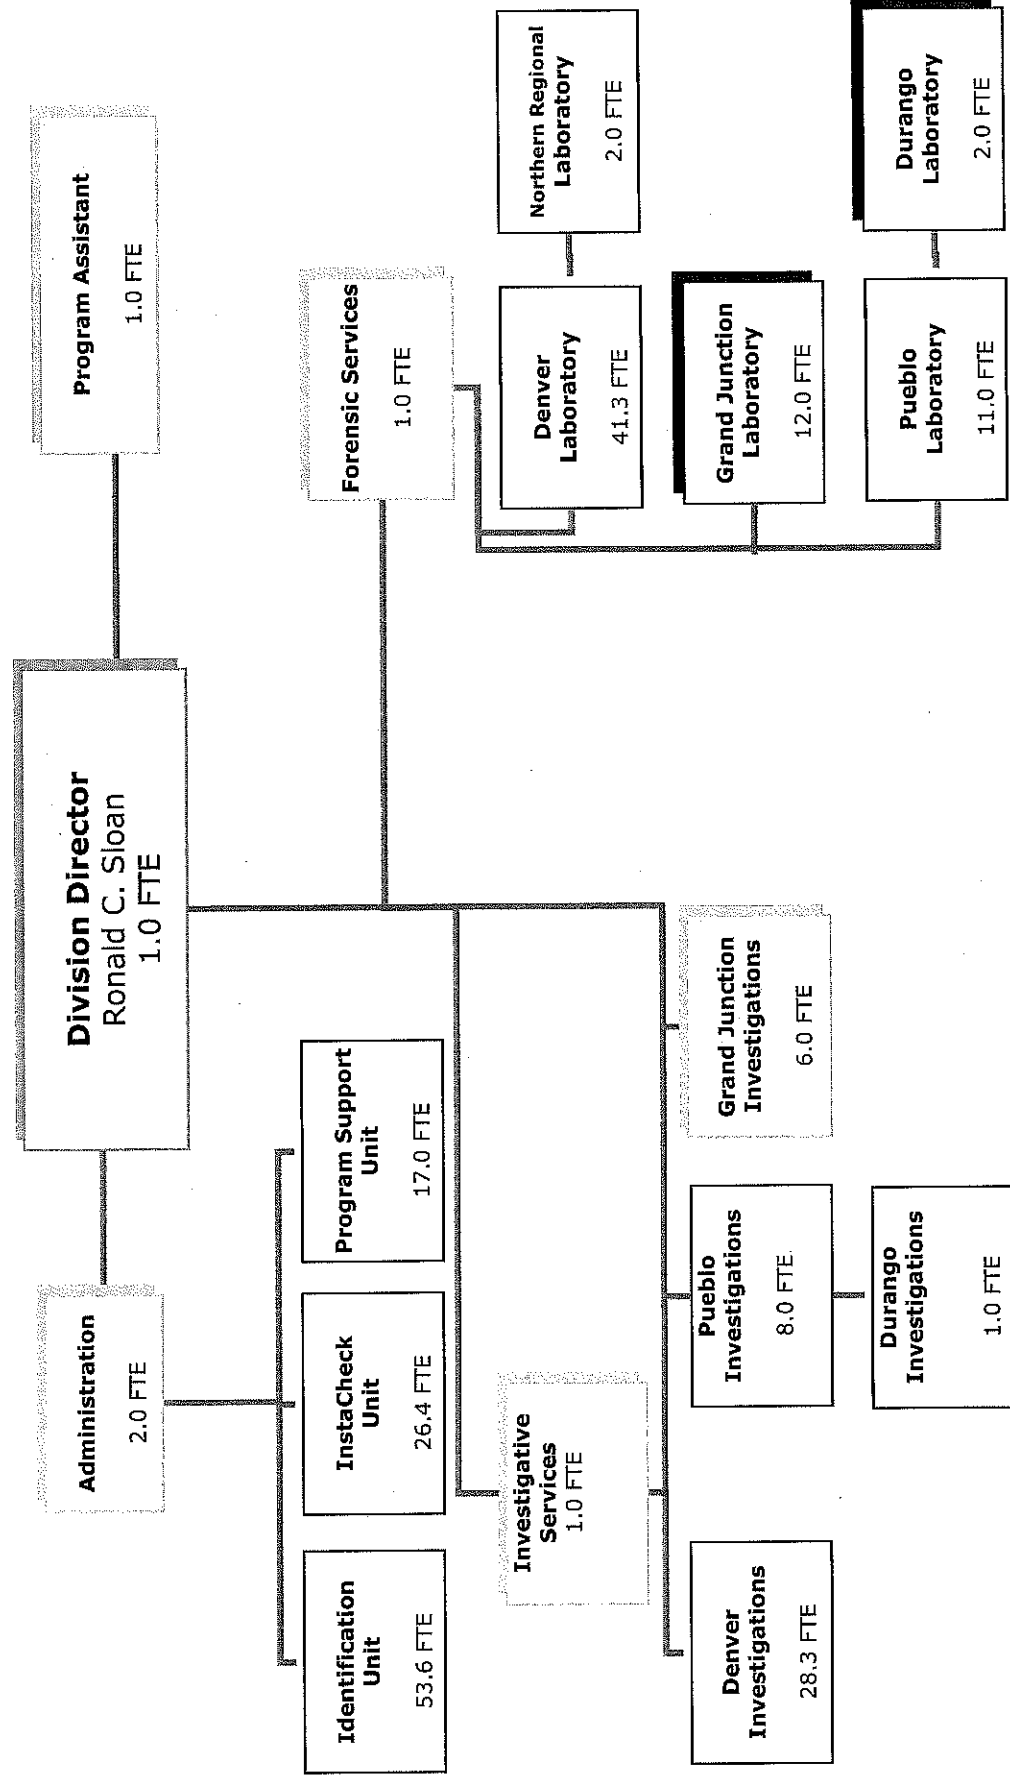 Division Director
Ronald C. Sloan
1.0 FTE
Program Assistant
1.0 FTE
Administration
2.0 FTE
Identification
Unit
53.6 FTE
InstaCheck
Unit
26.4 FTE
Program Support
Unit
17.0 FTE
Forensic Services
1.0 FTE
Denver
Laboratory
41.3 FTE
Northern Regional
Laboratory
2.0 FTE
Grand Junction
Laboratory
12.0 FTE
Pueblo
Laboratory
11.0 FTE
Durango
Laboratory
2.0 FTE
Investigative
Services
1.0 FTE
Denver
Investigations
28.3 FTE
Pueblo
Investigations
8.0 FTE
Grand Junction
Investigations
6.0 FTE
Durango
Investigations
1.0 FTE